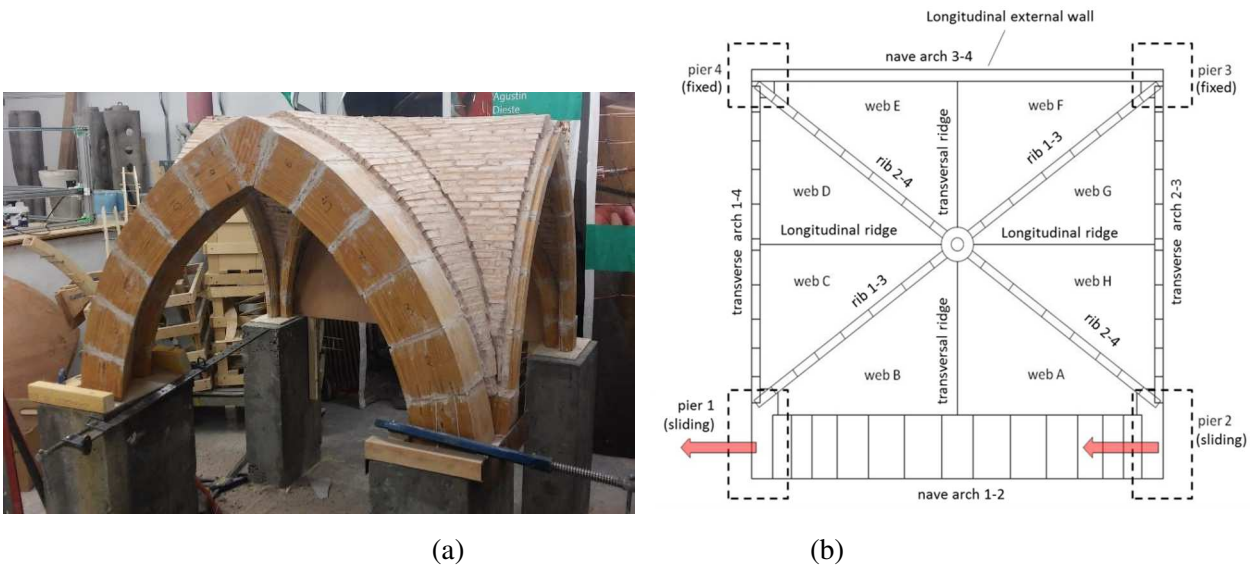 Agustin
Dieste
(a)
Longitudinal external wall
nave arch 3-4
pier 4
(fixed)
pier 3
(fixed)
web E
web F
transversal ridge
rib 2-4
rib 1-3
web D
web G
transverse arch 1-4
Longitudinal ridge
Longitudinal ridge
transverse arch 2-3
web C
web H
rib 1-3
rib 2-4
transversal ridge
web B
web A
pier 1
(sliding)
pier 2
(sliding)
nave arch 1-2
(b)